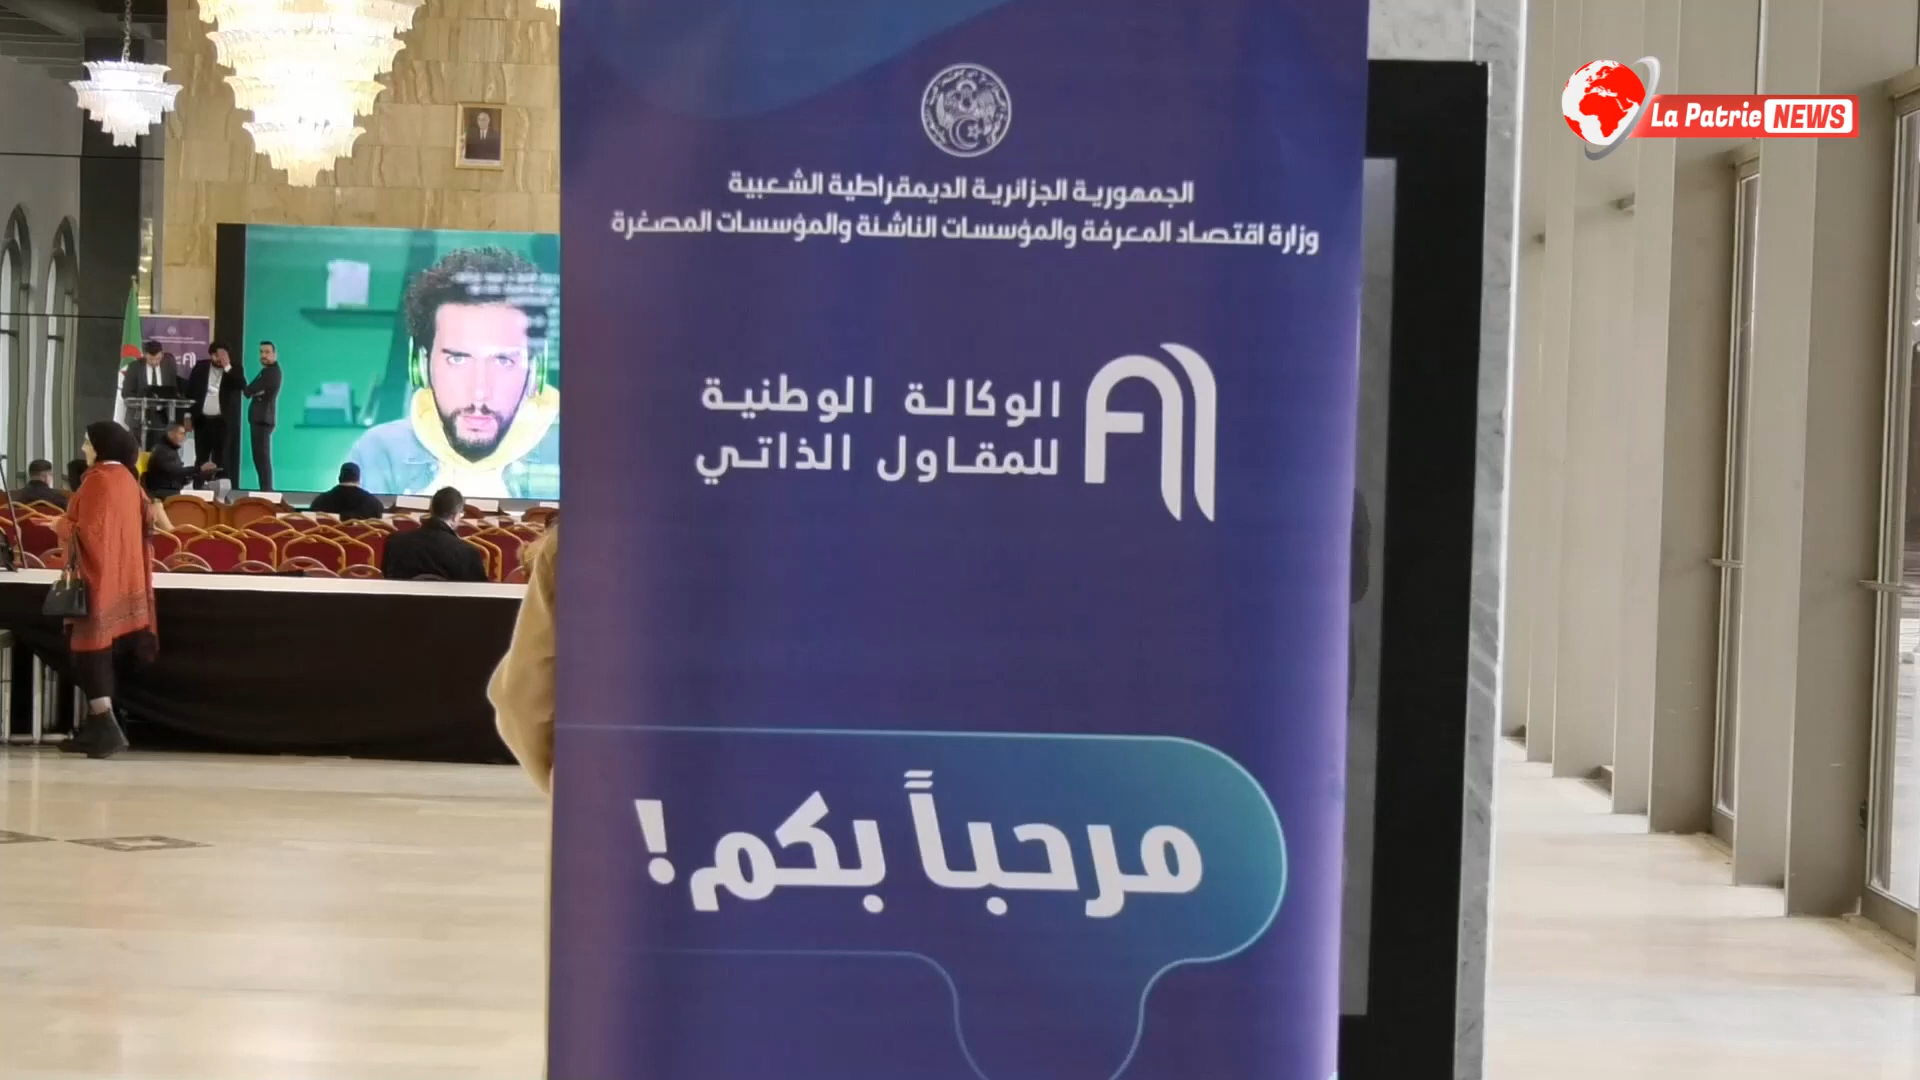 La Patrie NEWS
الجمهورية الجزائرية الديمقراطية الشعبية
وزارة اقتصاد المعرفة والمؤسسات الناشئة والمؤسسات المصغرة
الوكالة الوطنية
للمقاول الذاتي
مرحباً بكم!